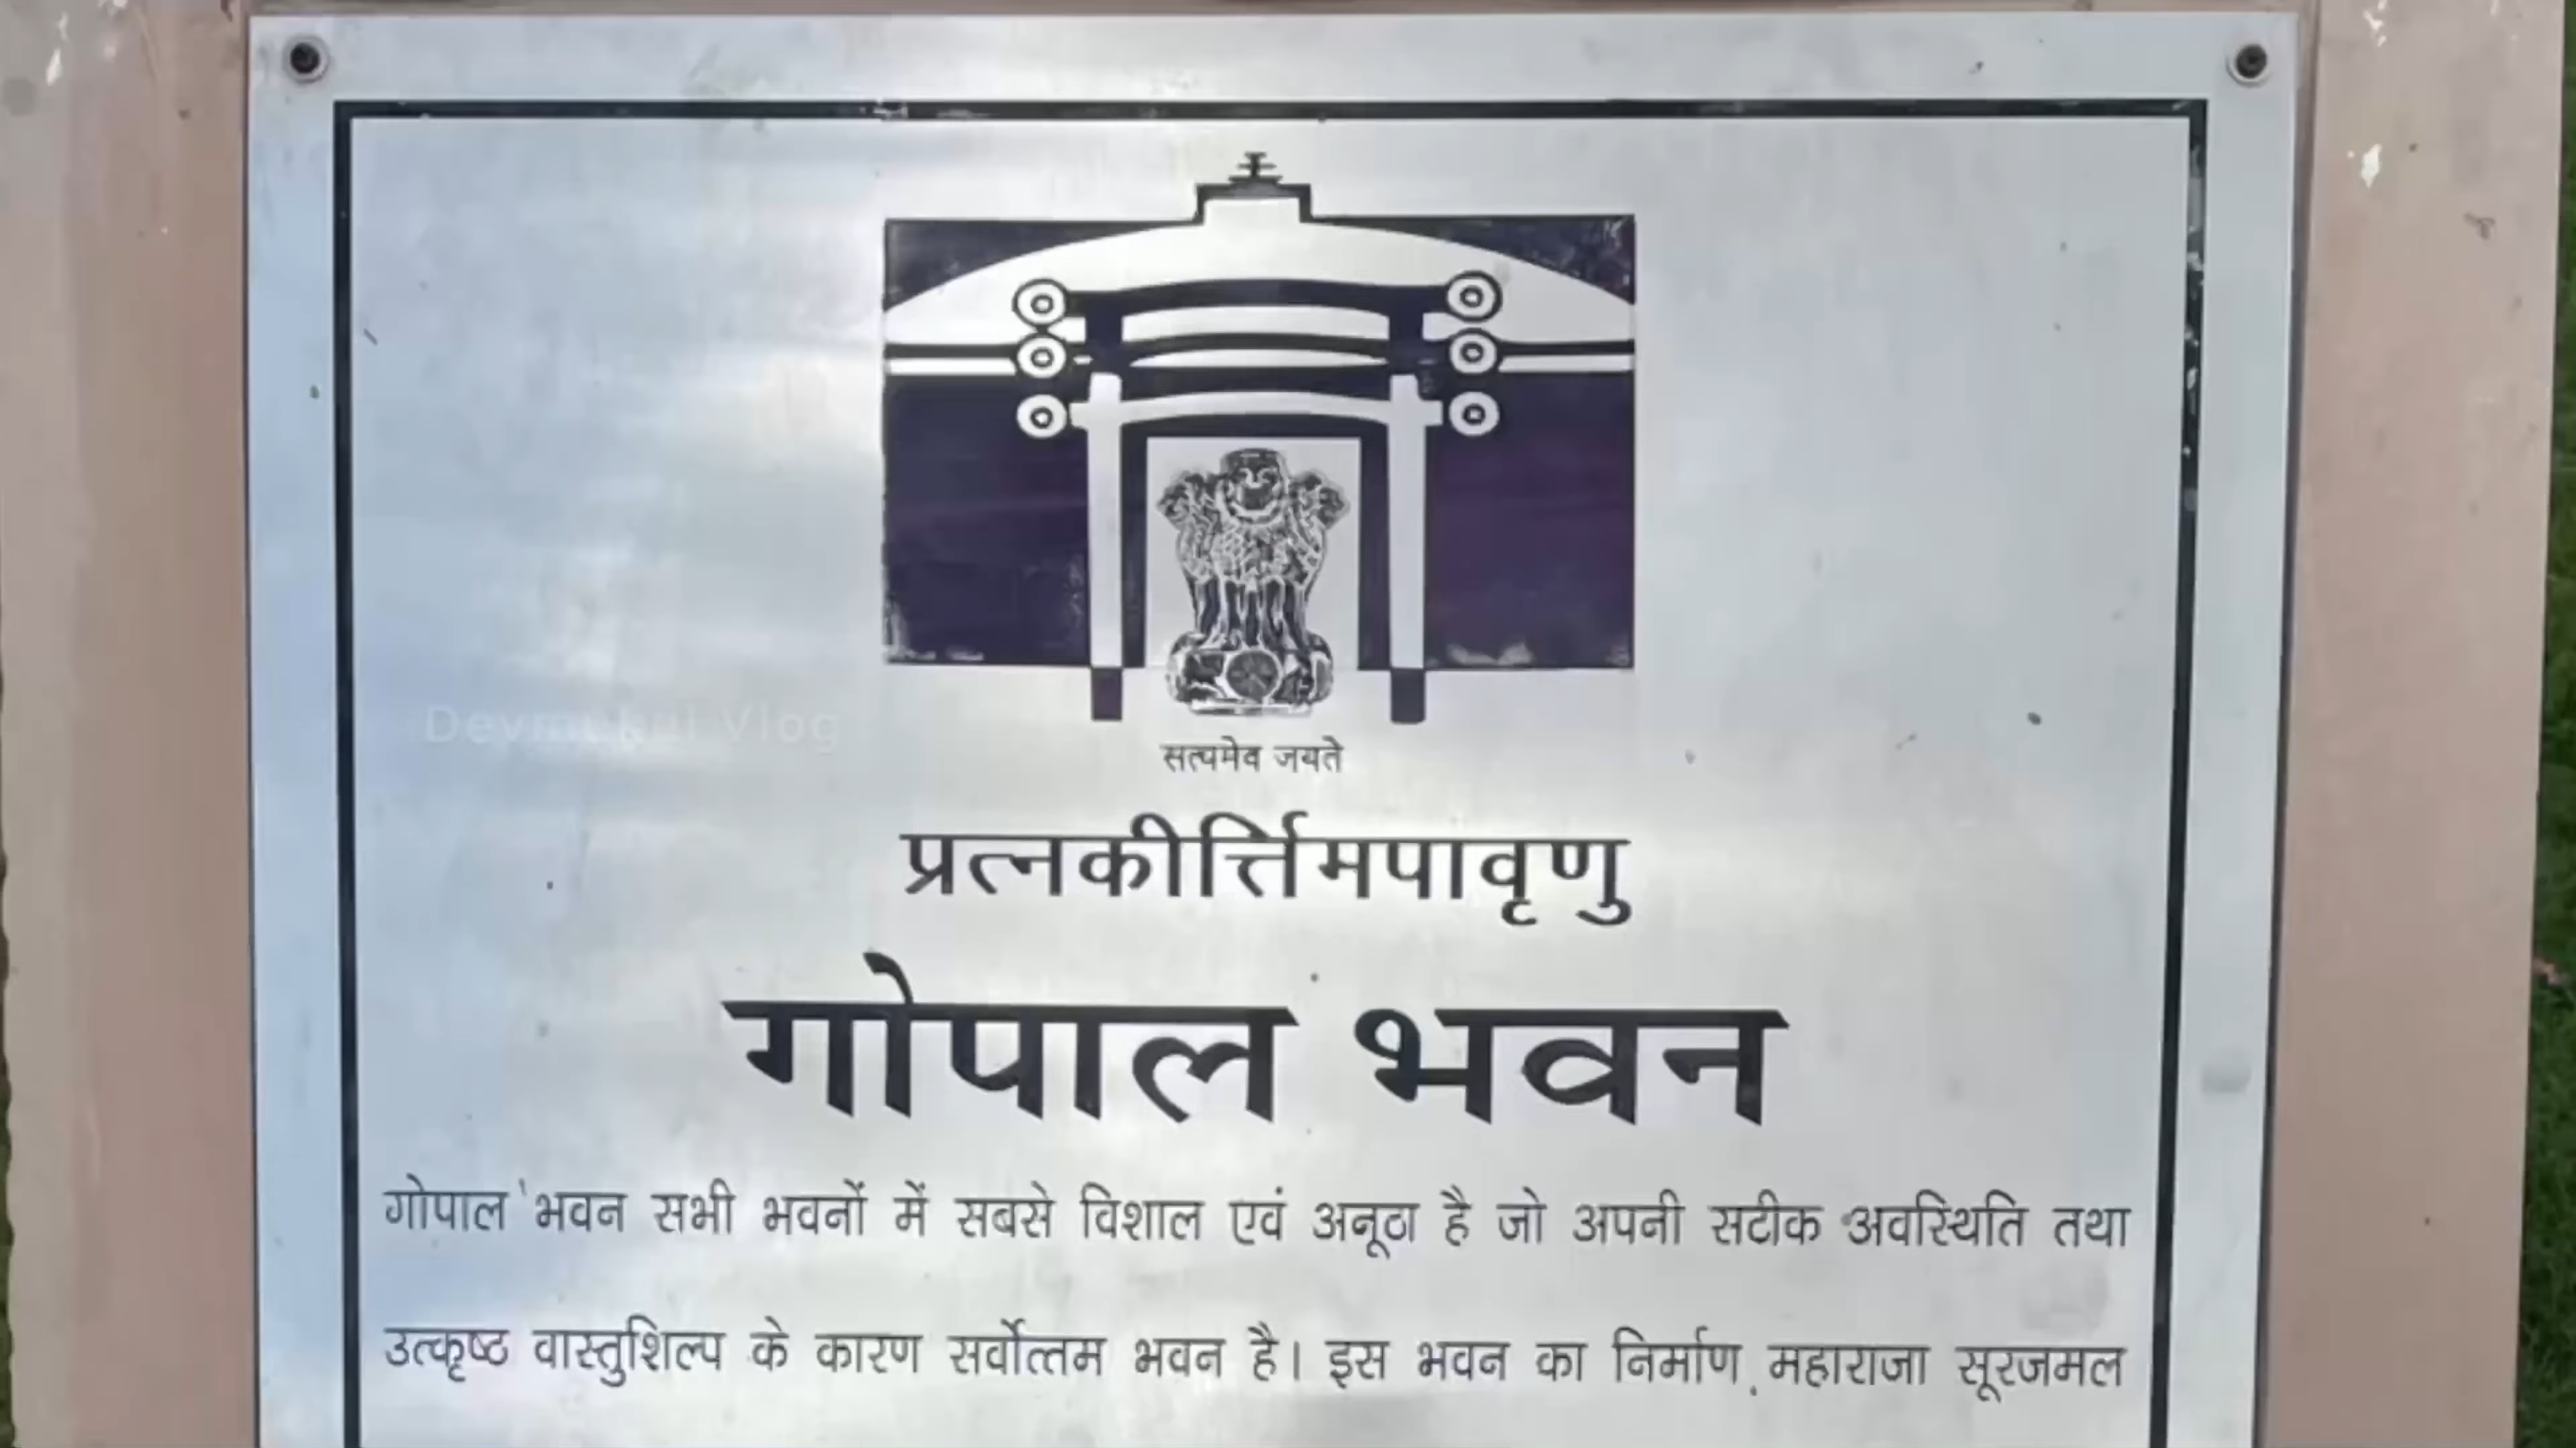 सत्यमेव जयते
प्रत्नकीर्त्तिमपावृणु
गोपाल भवन
Vlog
गोपाल भवन सभी भवनों में सबसे विशाल एवं अनूठा है जो अपनी सटीक अवस्थिति तथा
उत्कृष्ट वास्तुशिल्प के कारण सर्वोत्तम भवन है। इस भवन का निर्माण महाराजा सूरजमल